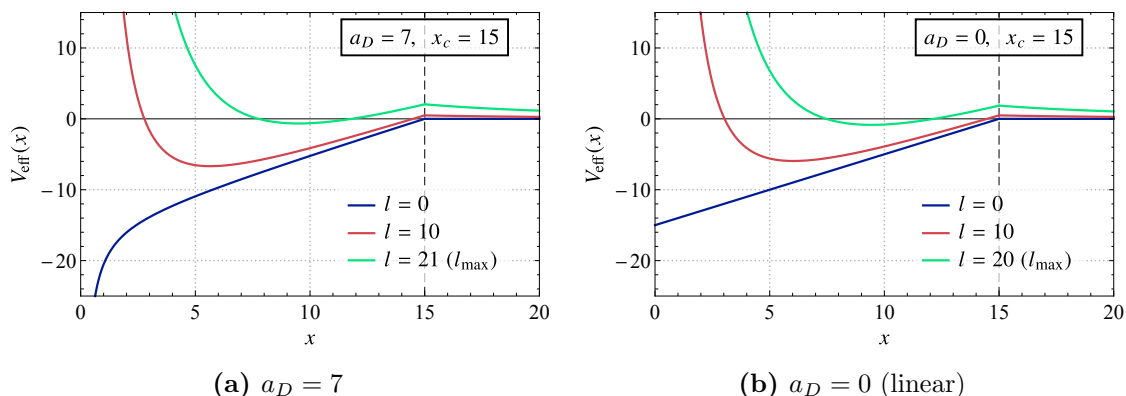 a_D = 7, x_c = 15
V_eff(x)
10
0
−10
−20
l = 0
l = 10
l = 21 (l_max)
0 5 10 15 20
x
(a) a_D = 7
a_D = 0, x_c = 15
V_eff(x)
10
0
−10
−20
l = 0
l = 10
l = 20 (l_max)
0 5 10 15 20
x
(b) a_D = 0 (linear)